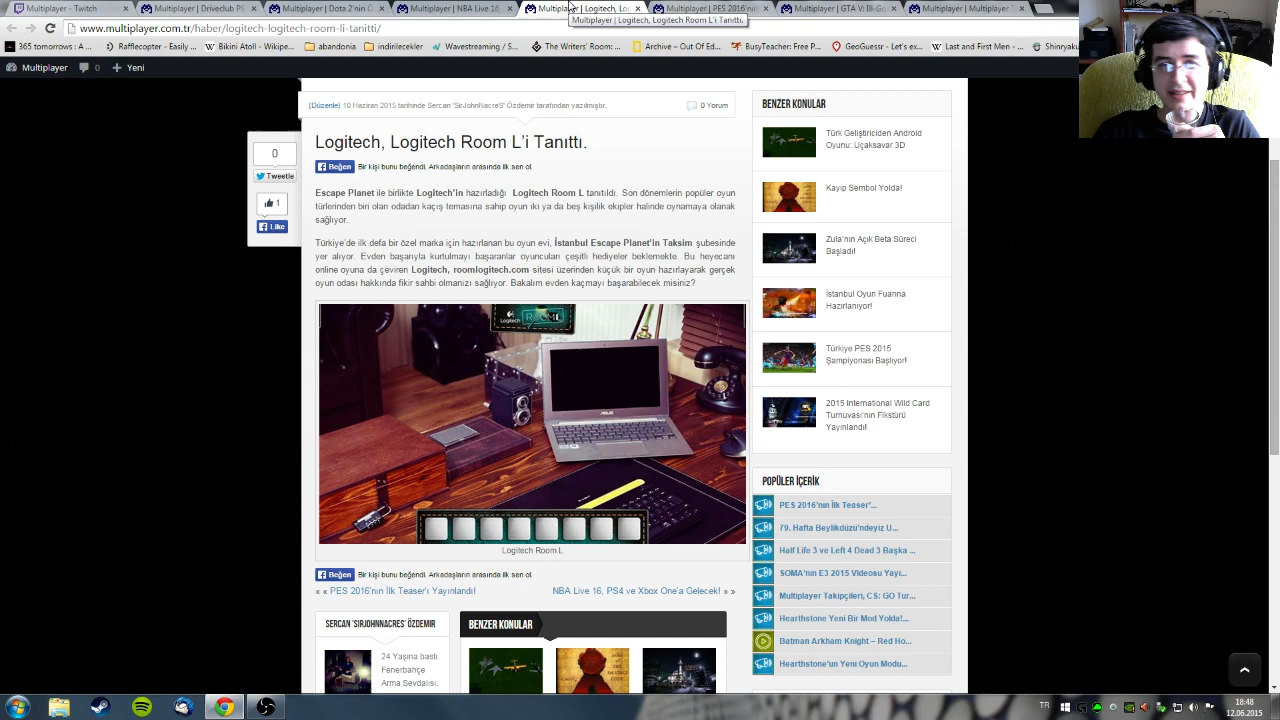 Multiplayer - Twitch
Multiplayer | Driveclub PS
Multiplayer | Dota 2'nin Ö
Multiplayer | NBA Live 16
Multiplayer | Logitech, Lo
Multiplayer | PES 2016'nın
Multiplayer | GTA V: Ill-G
Multiplayer | Logitech, Logitech Room L'i Tanıttı.
www.multiplayer.com.tr/haber/logitech-logitech-room-li-tanitti/
365 tomorrows : A
Rafflecopter - Easily
Bikini Atoll - Wikipedia
bantan
indirilecekler
Wavestreaming / Onli
The Writers' Room:
Archive – Out Of Ed
BusyTeacher: Free Pr
GeoGuessr - Let's ex
Last of First Men -
Shinryaku
0
Yeni
(Düzenle) 10 Haziran 2015 tarihinde Sercan 'SirJohnNacreS' Özdemir tarafından yazılmıştır.
0 Yorum
Logitech, Logitech Room L'i Tanıttı.
0
Tweetle
1
Like
Beğen Bir kişi bunu beğendi. Arkadaşların arasında ilk sen ol.
Escape Planet ile birlikte Logitech'in hazırladığı Logitech Room L tanıtıldı. Son dönemlerin popüler oyun
türlerinden biri olan odadan kaçış temasına sahip oyun iki ya da beş kişilik ekipler halinde oynamaya olanak
sağlıyor.
Türkiye'de ilk defa bir özel marka için hazırlanan bu oyun evi, İstanbul Escape Planet'in Taksim şubesinde
yer alıyor. Evden başarıyla kurtulmayı başaranlar oyuncuları çeşitli hediyeler beklemekte. Bu heyecanı
online oyuna da çeviren Logitech, roomlogitech.com sitesi üzerinden küçük bir oyun hazırlayarak gerçek
oyun odası hakkında fikir sahbi olmanızı sağlıyor. Bakalım evden kaçmayı başarabilecek misiniz?
Logitech
ROOM
ASUS
Logitech Room L
Beğen Bir kişi bunu beğendi. Arkadaşların arasında ilk sen ol.
« « PES 2016'nın İlk Teaser'ı Yayınlandı!
NBA Live 16, PS4 ve Xbox One'a Gelecek! » »
SERCAN 'SIRJOHNNACRES' ÖZDEMIR
24 Yaşına bastı.
Fenerbahçe
Arma Sevdalısı,
BENZER KONULAR
BENZER KONULAR
Türk Geliştiriciden Android
Oyunu: Uçaksavar 3D
Kayıp Sembol Yolda!
Zula'nın Açık Beta Süreci
Başladı!
İstanbul Oyun Fuarına
Hazırlanıyor!
Türkiye PES 2015
Şampiyonası Başlıyor!
2015 International Wild Card
Turnuvası'nın Fikstürü
Yayınlandı!
POPÜLER İÇERİK
PES 2016'nın İlk Teaser'...
79. Hafta Beylikdüzü'ndeyiz U...
Half Life 3 ve Left 4 Dead 3 Başka ...
SOMA'nın E3 2015 Videosu Yayı...
Multiplayer Takipçileri, CS: GO Tur...
Hearthstone Yeni Bir Mod Yolda!...
Batman Arkham Knight – Red Ho...
Hearthstone'un Yeni Oyun Modu...
TR
18:48
12.06.2015